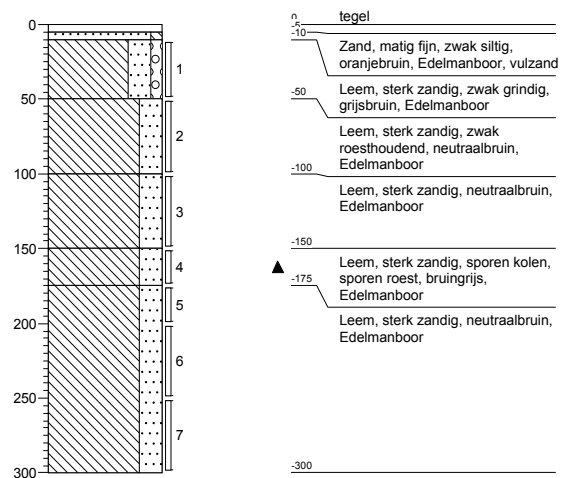 0
50
100
150
200
250
300
1
2
3
4
5
6
7
0
tegel
-5
-10
Zand, matig fijn, zwak siltig,
oranjebruin, Edelmanboor, vulzand
-50
Leem, sterk zandig, zwak grindig,
grijsbruin, Edelmanboor
Leem, sterk zandig, zwak
roesthoudend, neutraalbruin,
Edelmanboor
-100
Leem, sterk zandig, neutraalbruin,
Edelmanboor
-150
Leem, sterk zandig, sporen kolen,
sporen roest, bruingrijs,
Edelmanboor
-175
Leem, sterk zandig, neutraalbruin,
Edelmanboor
-300